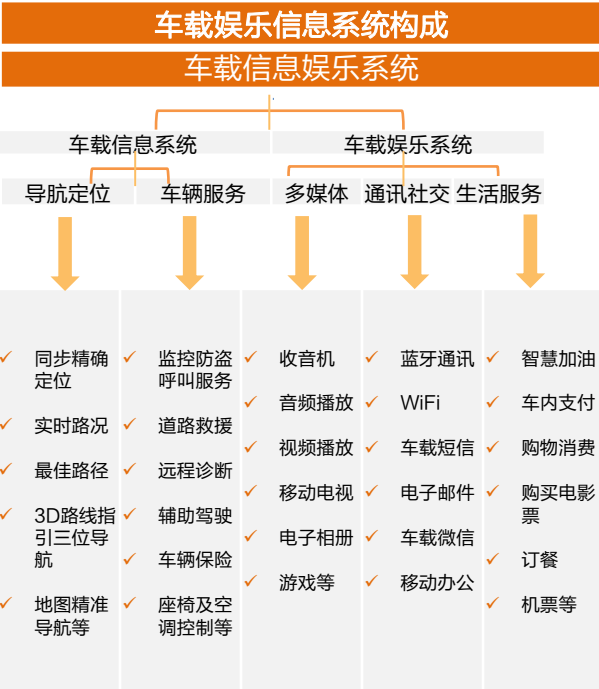 车载娱乐信息系统构成
车载信息娱乐系统
车载信息系统
车载娱乐系统
导航定位
车辆服务
多媒体
通讯社交
生活服务
同步精确
定位
实时路况
最佳路径
3D路线指
引三位导
航
地图精准
导航等
监控防盗
呼叫服务
道路救援
远程诊断
辅助驾驶
车辆保险
座椅及空
调控制等
收音机
音频播放
视频播放
移动电视
电子相册
游戏等
蓝牙通讯
WiFi
车载短信
电子邮件
车载微信
移动办公
智慧加油
车内支付
购物消费
购买电影
票
订餐
机票等